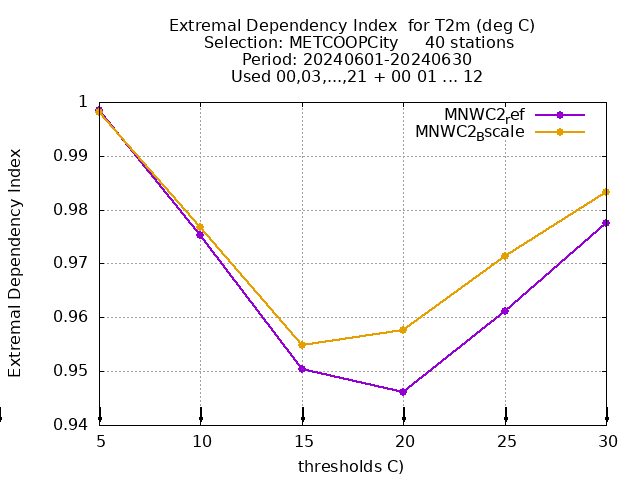 Extremal Dependency Index  for T2m (deg C)
Selection: METCOOPCity     40 stations
Period: 20240601-20240630
Used 00,03,...,21 + 00 01 ... 12
MNWC2ref
MNWC2Bscale
1
0.99
0.98
0.97
0.96
0.95
0.94
Extremal Dependency Index
5 10 15 20 25 30
thresholds C)